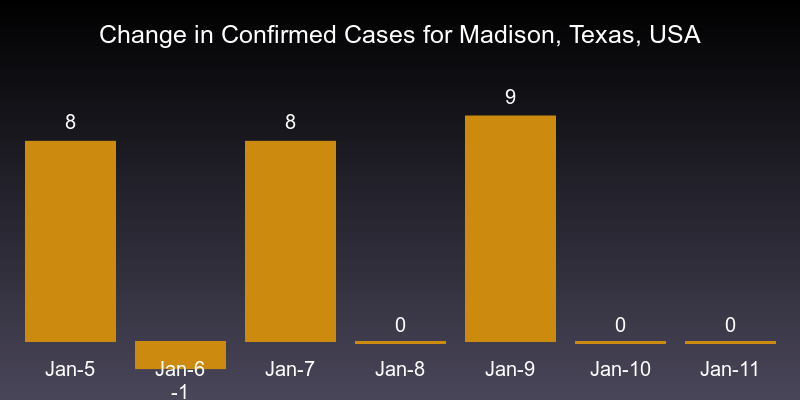 Change in Confirmed Cases for Madison, Texas, USA
8
8
0
9
0
0
Jan-5
Jan-6
Jan-7
Jan-8
Jan-9
Jan-10
Jan-11
-1